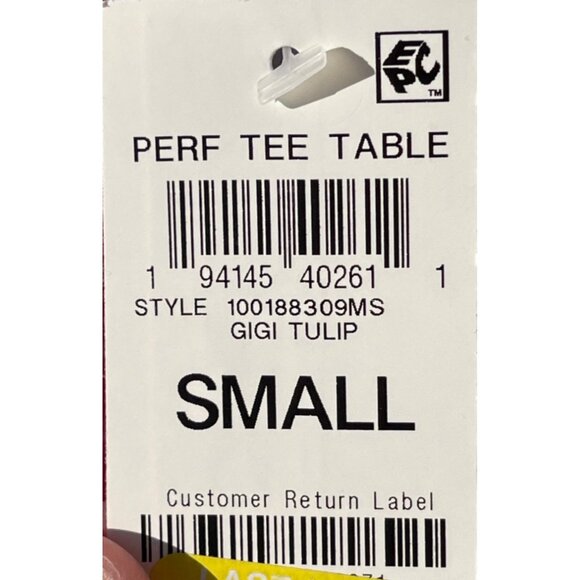 EPC TM
PERF TEE TABLE
1 94145 40261 1
STYLE 100188309MS
GIGI TULIP
SMALL
Customer Return Label